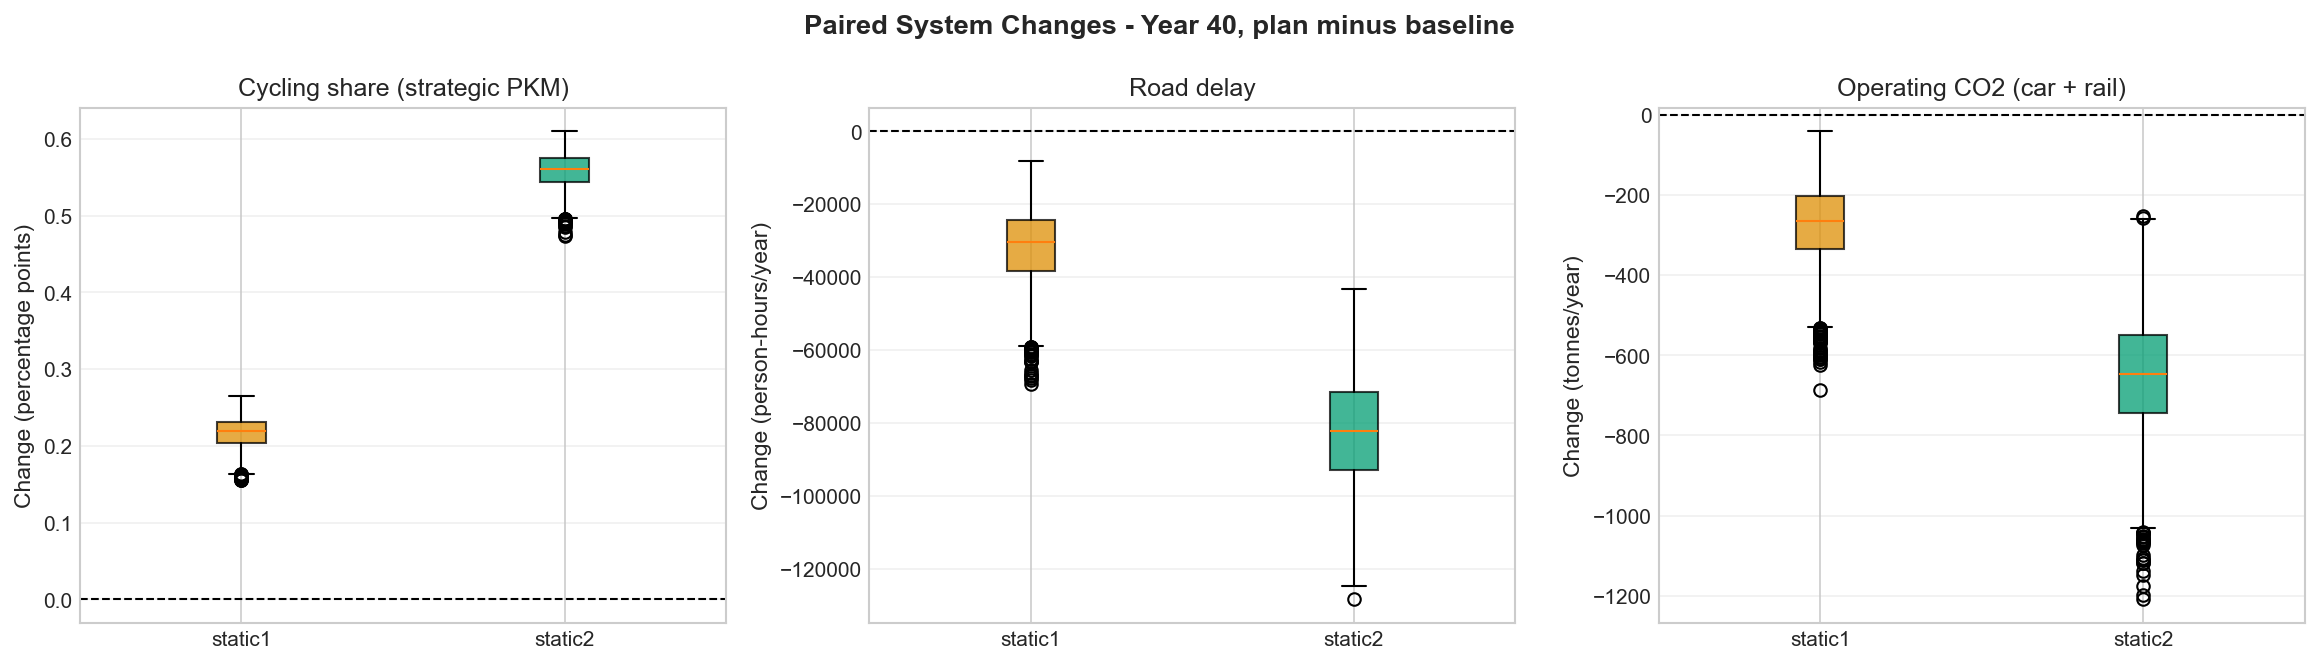 Paired System Changes - Year 40, plan minus baseline
Cycling share (strategic PKM)
Change (percentage points)
0.6
0.5
0.4
0.3
0.2
0.1
0.0
static1
static2
Road delay
Change (person-hours/year)
0
−20000
−40000
−60000
−80000
−100000
−120000
static1
static2
Operating CO2 (car + rail)
Change (tonnes/year)
0
−200
−400
−600
−800
−1000
−1200
static1
static2